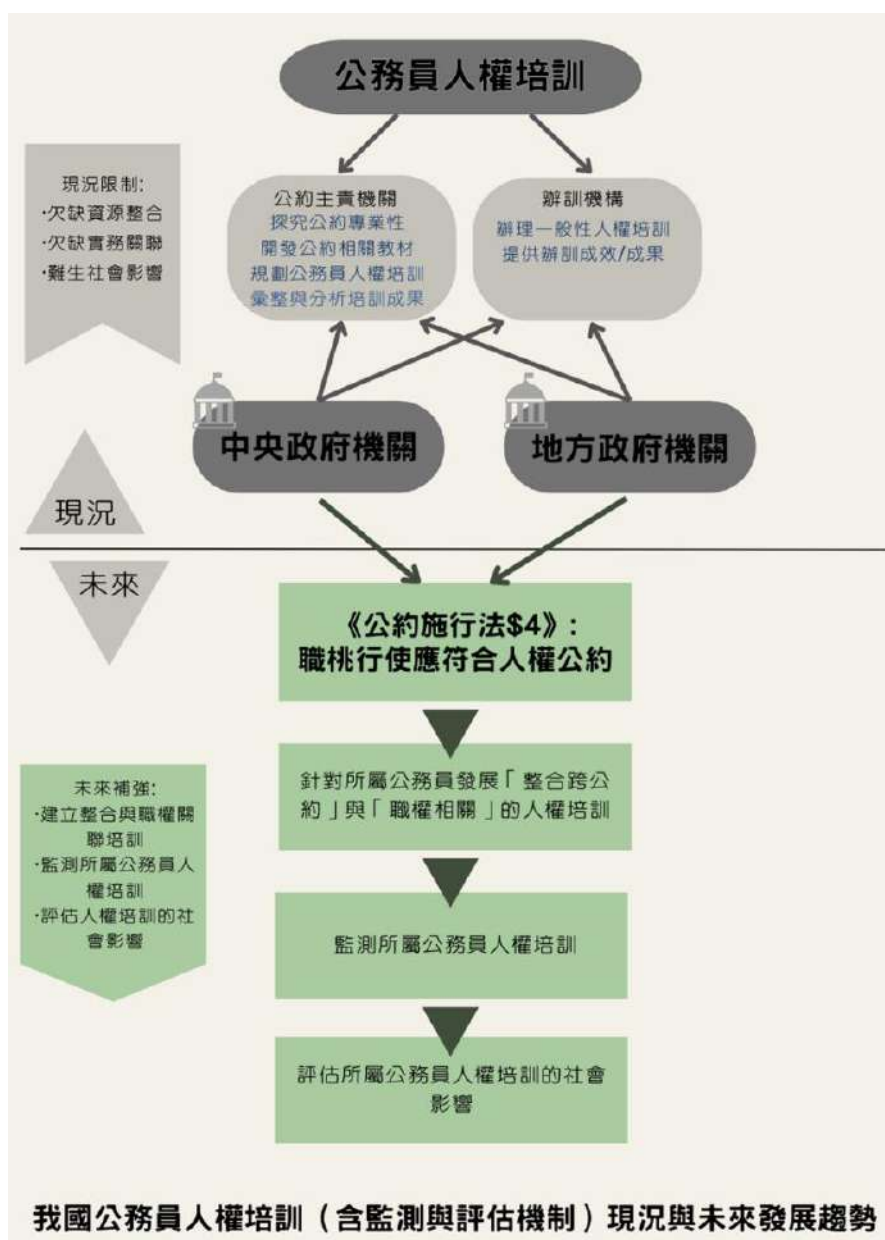 公務員人權培訓
現況限制:
·欠缺資源整合
·欠缺實務關聯
·難生社會影響
公約主責機關
探究公約專業性
開發公約相關教材
規劃公務員人權培訓
彙整與分析培訓成果
辦訓機構
辦理一般性人權培訓
提供辦訓成效/成果
中央政府機關
地方政府機關
現況
未來
《公約施行法$4》:
職桃行使應符合人權公約
針對所屬公務員發展「整合跨公
約」與「職權相關」的人權培訓
未來補強:
·建立整合與職權關
聯培訓
·監測所屬公務員人
權培訓
·評估人權培訓的社
會影響
監測所屬公務員人權培訓
評估所屬公務員人權培訓的社會
影響
我國公務員人權培訓（含監測與評估機制）現況與未來發展趨勢